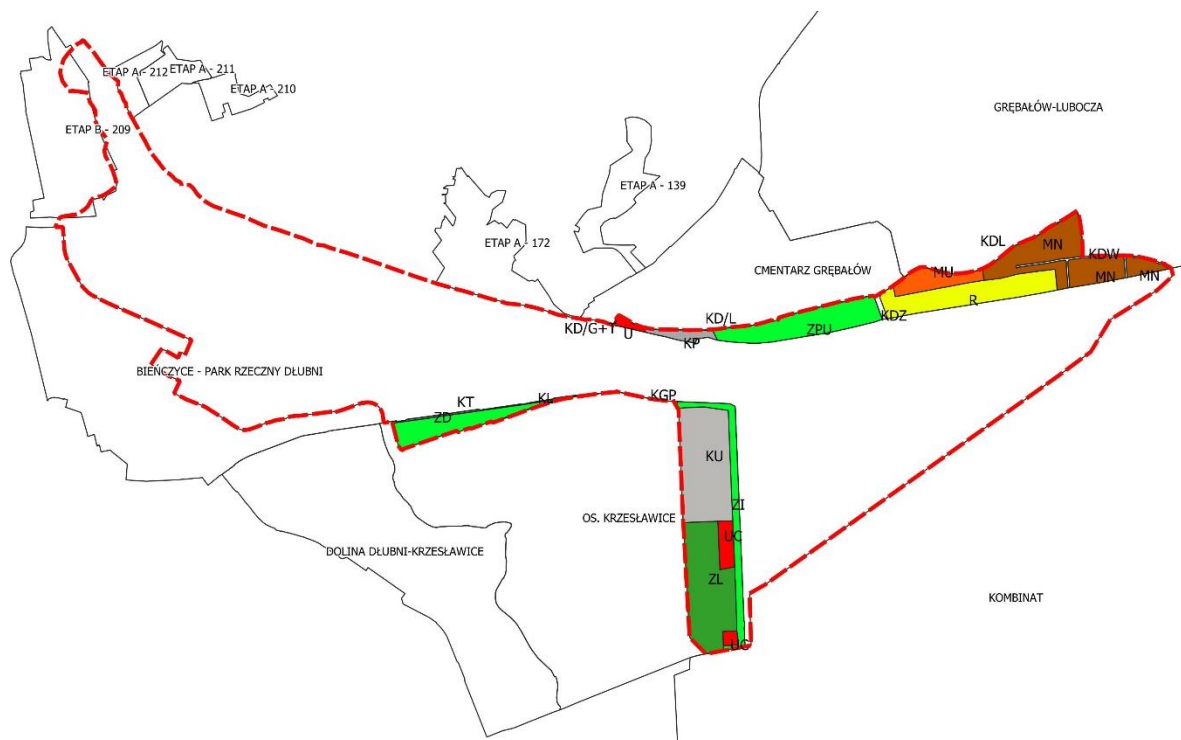 ETAP A - 212
ETAP A - 211
ETAP A - 210
ETAP B - 209
GRĘBAŁÓW-LUBOCZA
ETAP A - 139
ETAP A - 172
CMENTARZ GRĘBAŁÓW
KDL
MN
KDW
MU
MN
MN
R
KDZ
ZPU
KD/L
KD/G+T
U
KP
BIEŃCZYCE - PARK RZECZNY DŁUBNI
KT
KL
KGP
ZD
KU
ZI
OS. KRZESŁAWICE
UC
DOLINA DŁUBNI-KRZESŁAWICE
ZL
KOMBINAT
UC